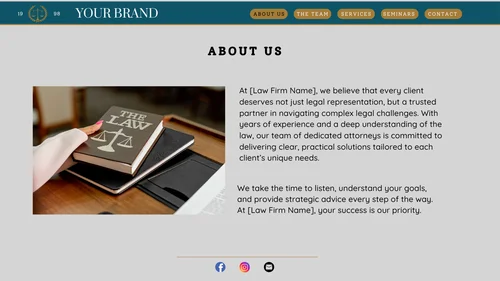 19 98 YOUR BRAND ABOUT US THE TEAM SERVICES SEMINARS CONTACT
ABOUT US
THE LAW
At [Law Firm Name], we believe that every client
deserves not just legal representation, but a trusted
partner in navigating complex legal challenges. With
years of experience and a deep understanding of the
law, our team of dedicated attorneys is committed to
delivering clear, practical solutions tailored to each
client's unique needs.
We take the time to listen, understand your goals,
and provide strategic advice every step of the way.
At [Law Firm Name], your success is our priority.